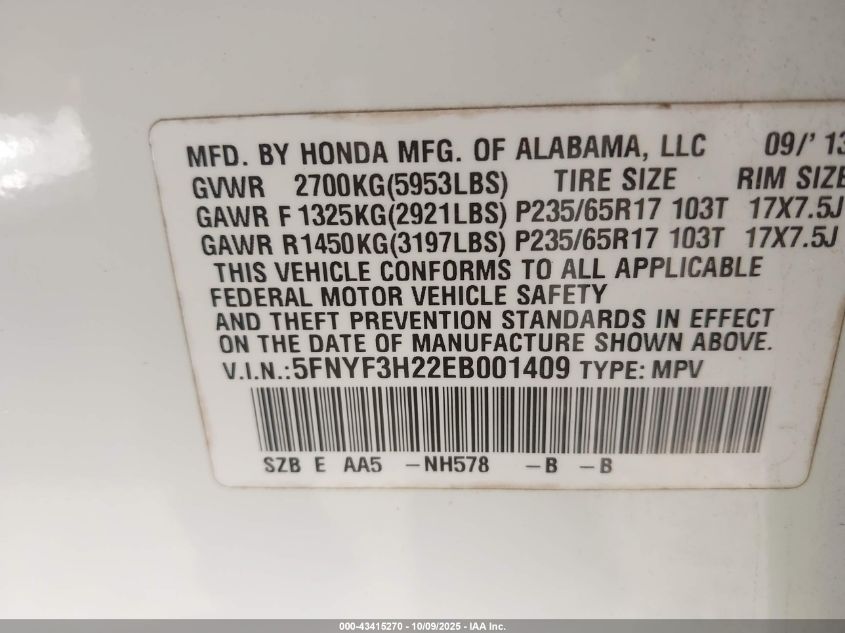 MFD. BY HONDA MFG. OF ALABAMA, LLC 09/' 13
GVWR 2700KG(5953LBS) TIRE SIZE RIM SIZE
GAWR F 1325KG(2921LBS) P235/65R17 103T 17X7.5J
GAWR R1450KG(3197LBS) P235/65R17 103T 17X7.5J
THIS VEHICLE CONFORMS TO ALL APPLICABLE
FEDERAL MOTOR VEHICLE SAFETY
AND THEFT PREVENTION STANDARDS IN EFFECT
ON THE DATE OF MANUFACTURE SHOWN ABOVE.
V.I.N.:5FNYF3H22EB001409 TYPE: MPV
SZB E AA5 -NH578 -B -B
000-43415270 - 10/09/2025 - IAA Inc.